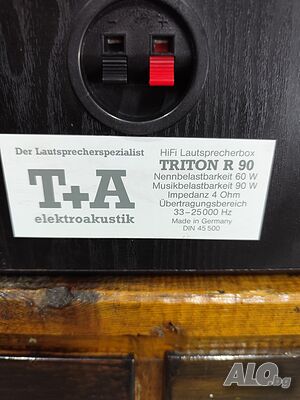 - +
Der Lautsprecherspezialist
T+A
elektroakustik
HiFi Lautsprecherbox
TRITON R 90
Nennbelastbarkeit 60 W
Musikbelastbarkeit 90 W
Impedanz 4 Ohm
Übertragungsbereich
33–25000 Hz
Made in Germany
DIN 45 500
ALO.bg